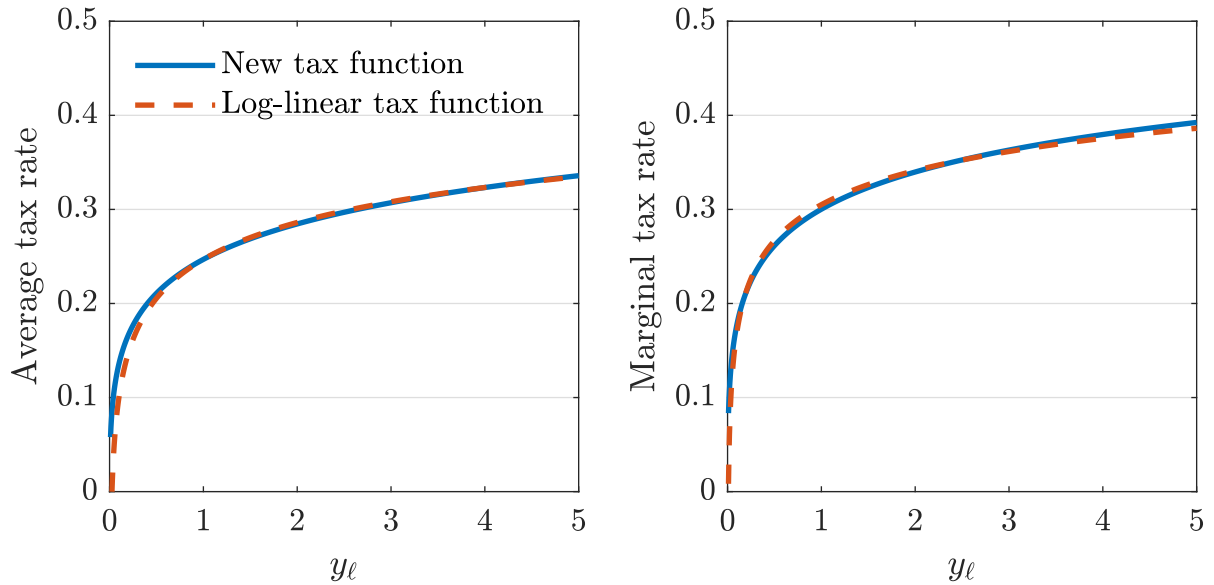 Average tax rate
0.5
0.4
0.3
0.2
0.1
0
New tax function
Log-linear tax function
0 1 2 3 4 5
yℓ
Marginal tax rate
0.5
0.4
0.3
0.2
0.1
0
0 1 2 3 4 5
yℓ